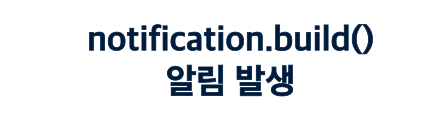 notification.build()
알림 발생